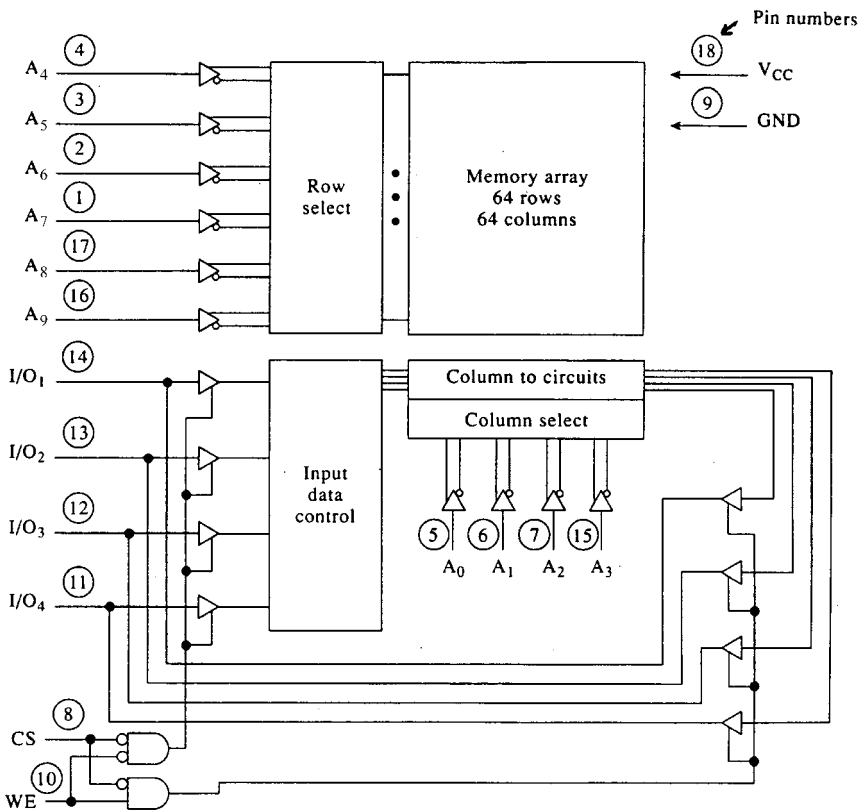 Pin numbers
4
A4
18
VCC
3
A5
9
GND
2
A6
1
A7
17
A8
16
A9
Row
select
Memory array
64 rows
64 columns
14
I/O1
13
I/O2
12
I/O3
11
I/O4
Input
data
control
Column to circuits
Column select
5
6
7
15
A0
A1
A2
A3
8
CS
10
WE